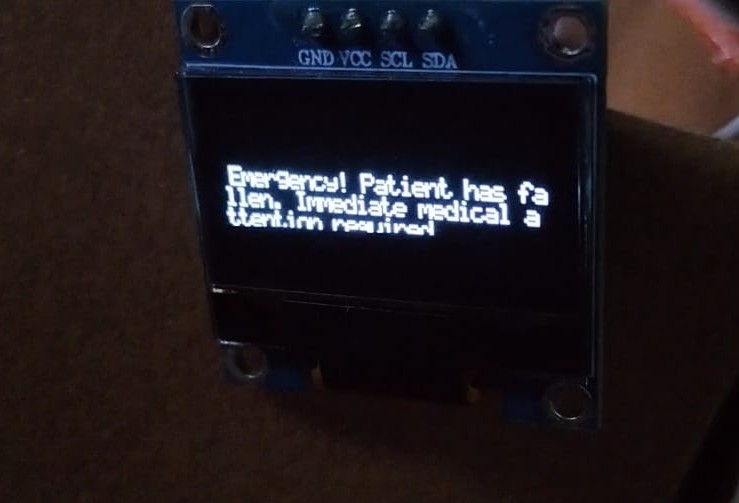 GND VCC SCL SDA
Emergency! Patient has fa
llen. Immediate medical a
ttention required